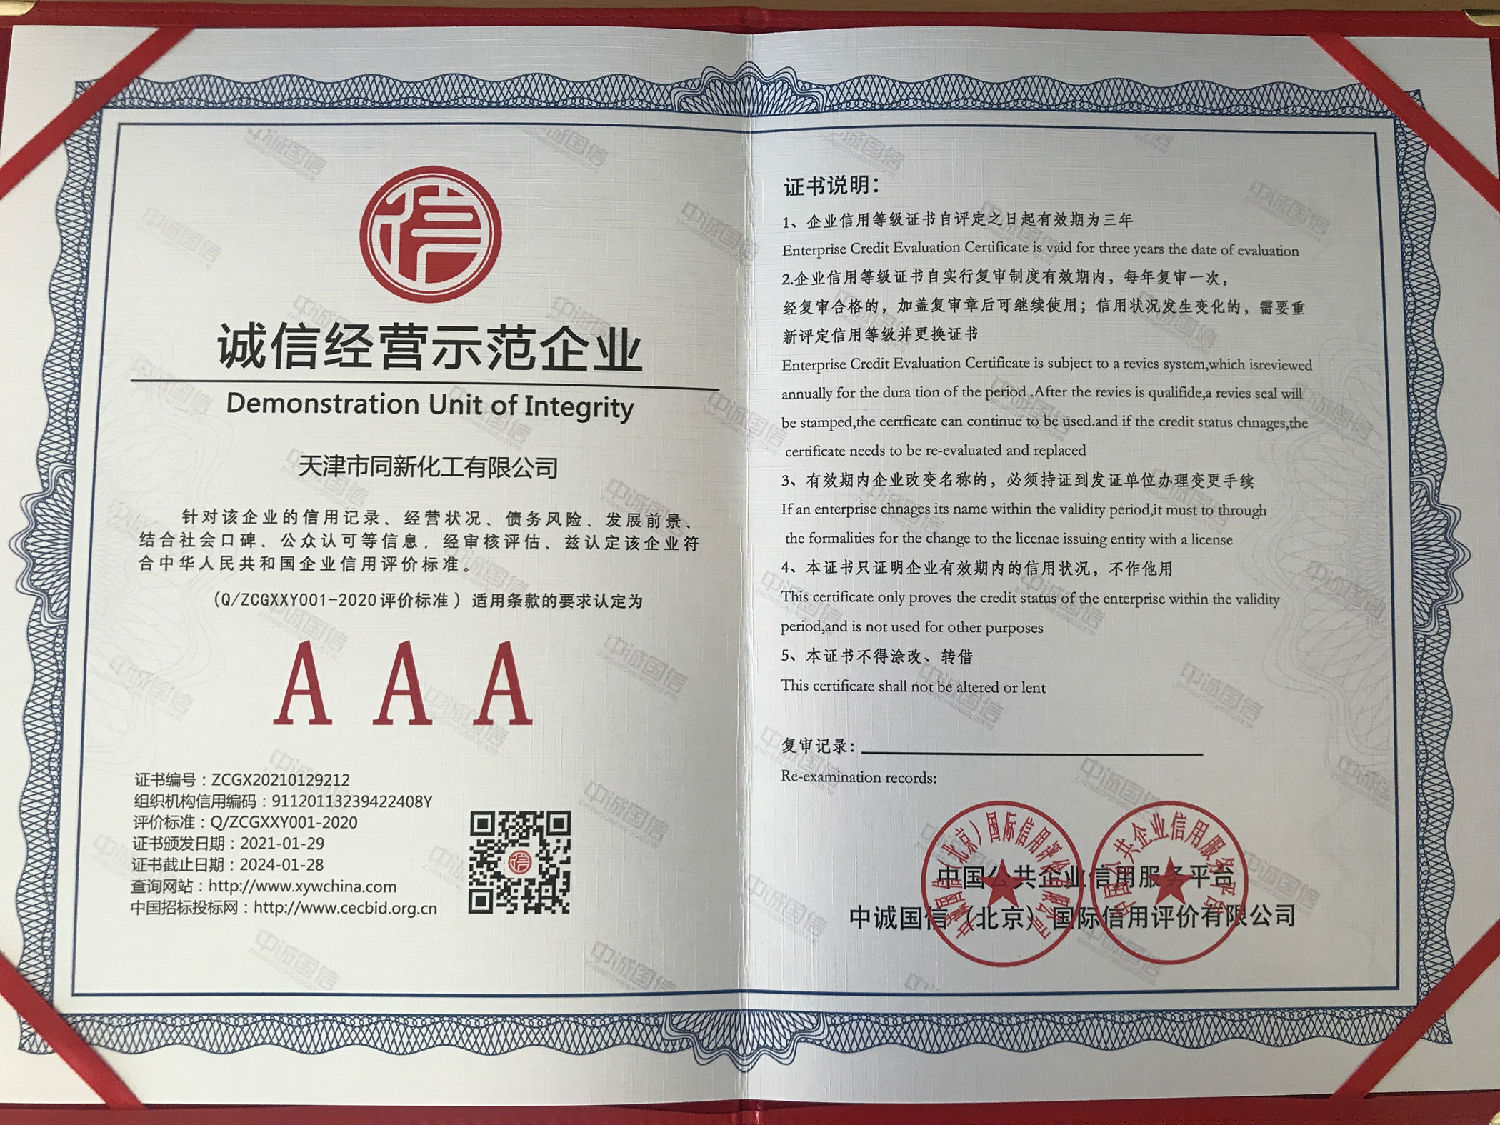 诚信经营示范企业
Demonstration Unit of Integrity
天津市同新化工有限公司
针对该企业的信用记录、经营状况、债务风险、发展前景、
结合社会口碑、公众认可等信息，经审核评估、兹认定该企业符
合中华人民共和国企业信用评价标准。
（Q/ZCGXXY001-2020评价标准）适用条款的要求认定为
A A A
证书编号：ZCGX20210129212
组织机构信用编码：91120113239422408Y
评价标准：Q/ZCGXXY001-2020
证书颁发日期：2021-01-29
证书截止日期：2024-01-28
查询网站：http://www.xywchina.com
中国招标投标网：http://www.cecbid.org.cn
证书说明：
1、企业信用等级证书自评定之日起有效期为三年
Enterprise Credit Evaluation Certificate is vaid for three years the date of evaluation
2.企业信用等级证书自实行复审制度有效期内，每年复审一次，
经复审合格的，加盖复审章后可继续使用；信用状况发生变化的，需要重
新评定信用等级并更换证书
Enterprise Credit Evaluation Certificate is subject to a revies system,which isreviewed
annually for the dura tion of the period .After the revies is qualifide,a revies seal will
be stamped,the certficate can continue to be used.and if the credit status chnages,the
certificate needs to be re-evaluated and replaced
3、有效期内企业改变名称的，必须持证到发证单位办理变更手续
If an enterprise chnages its name within the validity period,it must to through
the formalities for the change to the licenae issuing entity with a license
4、本证书只证明企业有效期内的信用状况，不作他用
This certificate only proves the credit status of the enterprise within the validity
period,and is not used for other purposes
5、本证书不得涂改、转借
This certificate shall not be altered or lent
复审记录：
Re-examination records:
中国公共企业信用服务平台
中诚国信（北京）国际信用评价有限公司